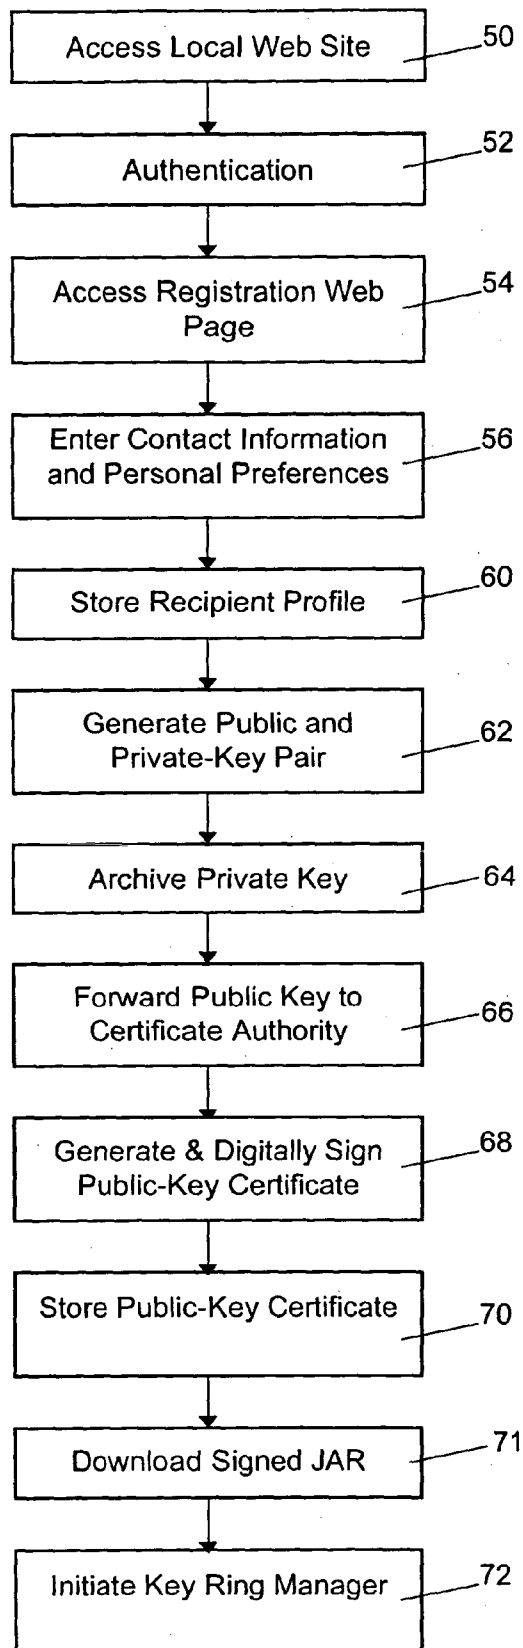 Access Local Web Site
50
Authentication
52
Access Registration Web
Page
54
Enter Contact Information
and Personal Preferences
56
Store Recipient Profile
60
Generate Public and
Private-Key Pair
62
Archive Private Key
64
Forward Public Key to
Certificate Authority
66
Generate & Digitally Sign
Public-Key Certificate
68
Store Public-Key Certificate
70
Download Signed JAR
71
Initiate Key Ring Manager
72